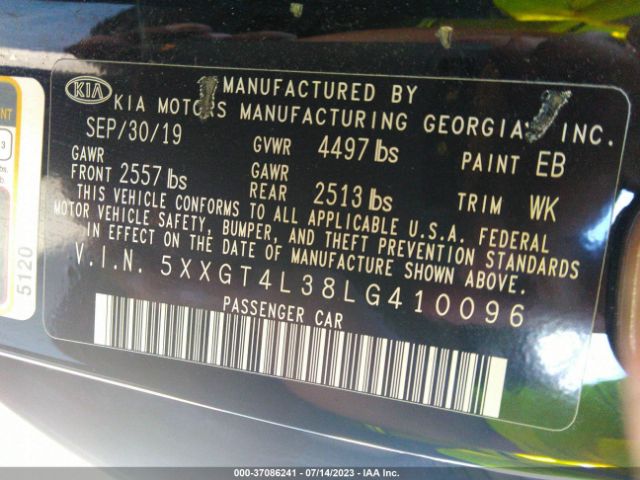 MANUFACTURED BY
KIA KIA MOTORS MANUFACTURING GEORGIA, INC.
SEP/30/19 GVWR 4497 lbs PAINT EB
GAWR FRONT 2557 lbs GAWR REAR 2513 lbs TRIM WK
THIS VEHICLE CONFORMS TO ALL APPLICABLE U.S.A. FEDERAL
MOTOR VEHICLE SAFETY, BUMPER, AND THEFT PREVENTION STANDARDS
IN EFFECT ON THE DATE OF MANUFACTURE SHOWN ABOVE.
V.I.N. 5XXGT4L38LG410096
PASSENGER CAR
5120
3
000-37086241 - 07/14/2023 - IAA Inc.